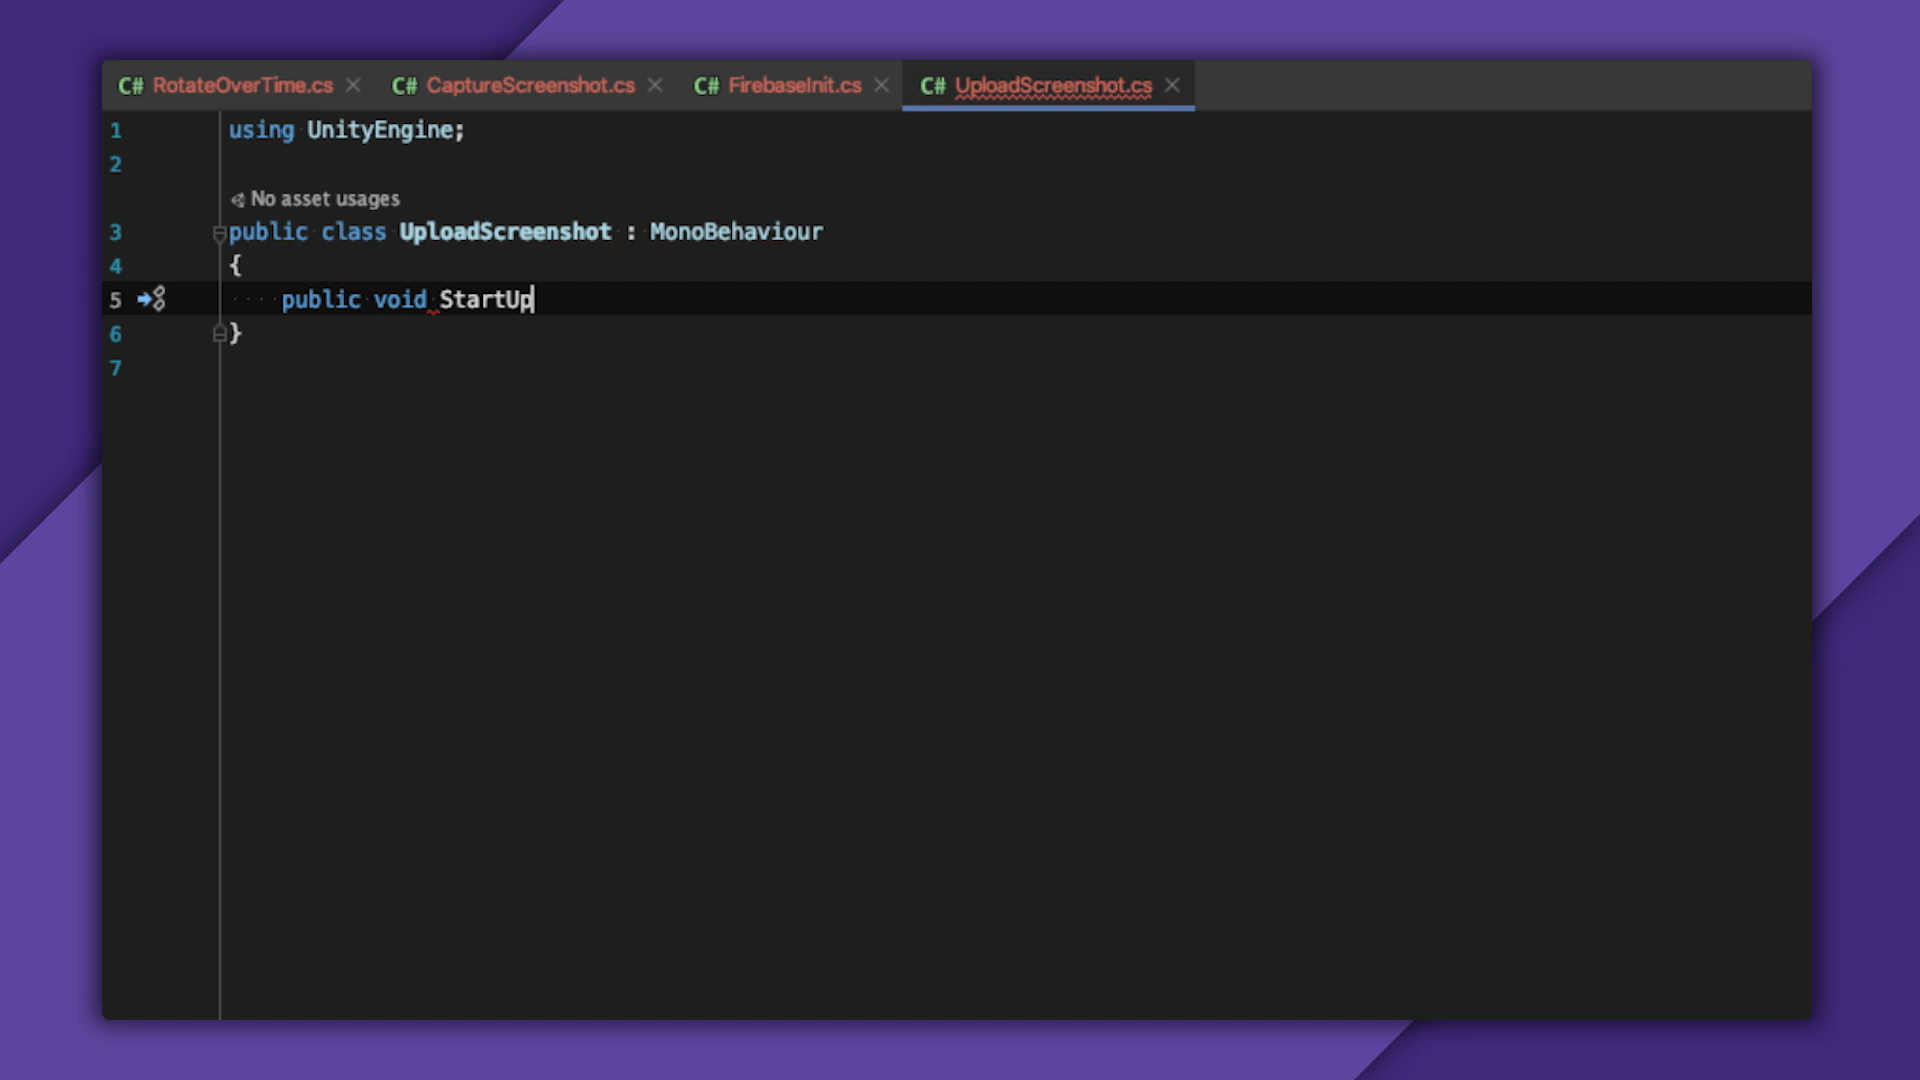 C# RotateOverTime.cs × C# CaptureScreenshot.cs × C# FirebaseInit.cs × C# UploadScreenshot.cs ×
1 using UnityEngine;
2
No asset usages
3 public class UploadScreenshot : MonoBehaviour
4 {
5 public void StartUp
6 }
7